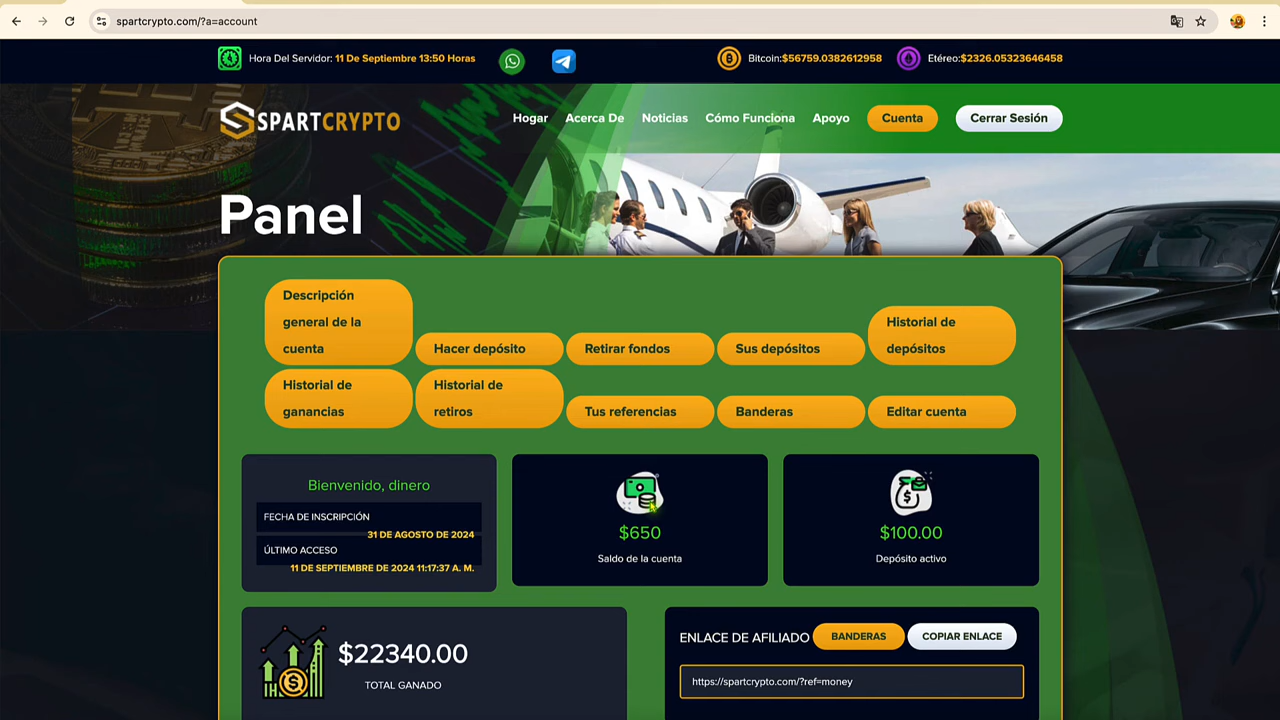 spartcrypto.com/?a=account
Hora Del Servidor: 11 De Septiembre 13:50 Horas
Bitcoin:$56759.0382612958
Etéreo:$2326.05323646458
SPARTCRYPTO
Hogar
Acerca De
Noticias
Cómo Funciona
Apoyo
Cuenta
Cerrar Sesión
Panel
Descripción
general de la
cuenta
Hacer depósito
Retirar fondos
Sus depósitos
Historial de
depósitos
Historial de
ganancias
Historial de
retiros
Tus referencias
Banderas
Editar cuenta
Bienvenido, dinero
FECHA DE INSCRIPCIÓN
31 DE AGOSTO DE 2024
ÚLTIMO ACCESO
11 DE SEPTIEMBRE DE 2024 11:17:37 A. M.
$650
Saldo de la cuenta
$100.00
Depósito activo
$22340.00
TOTAL GANADO
ENLACE DE AFILIADO
BANDERAS
COPIAR ENLACE
https://spartcrypto.com/?ref=money